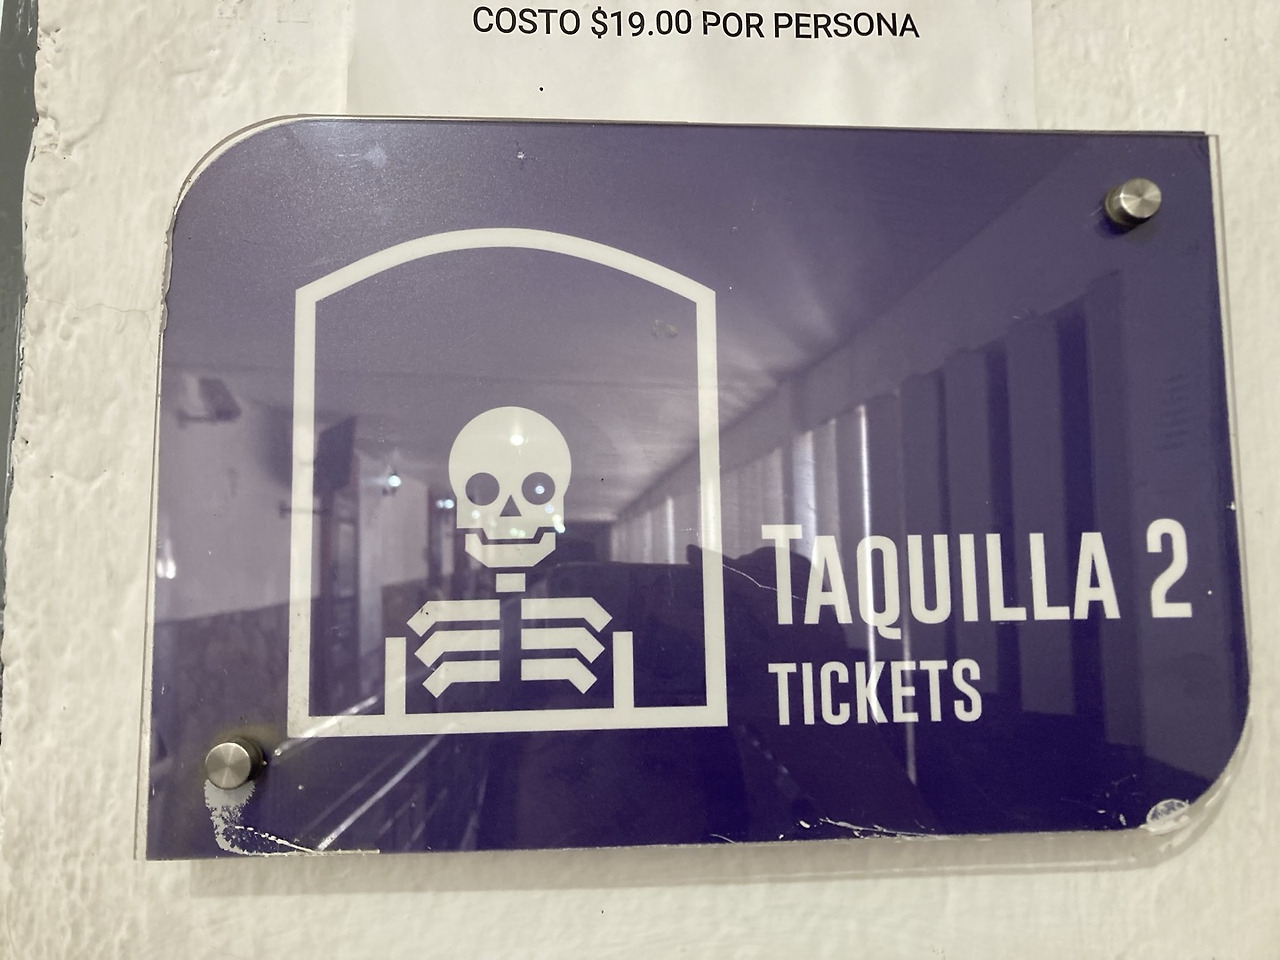 COSTO $19.00 POR PERSONA
TAQUILLA 2
TICKETS